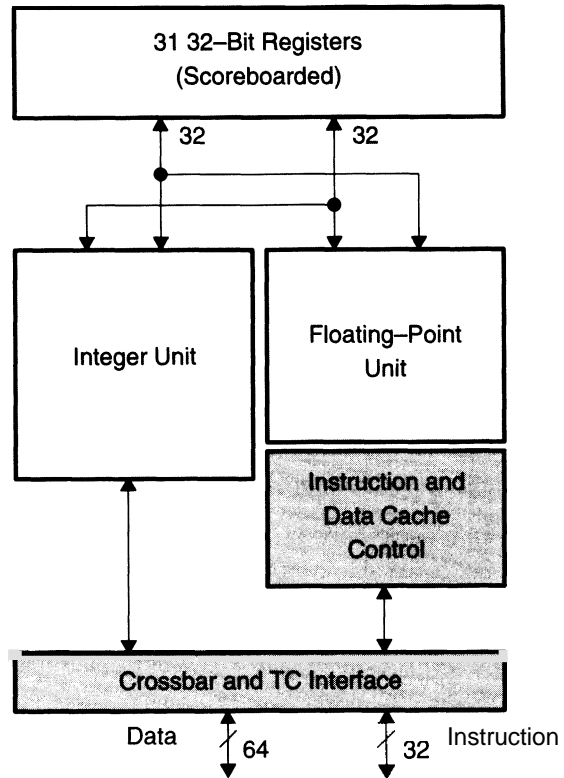 31 32–Bit Registers
(Scoreboarded)
32 32
Integer Unit
Floating–Point
Unit
Instruction and
Data Cache
Control
Crossbar and TC Interface
Data 64 32 Instruction